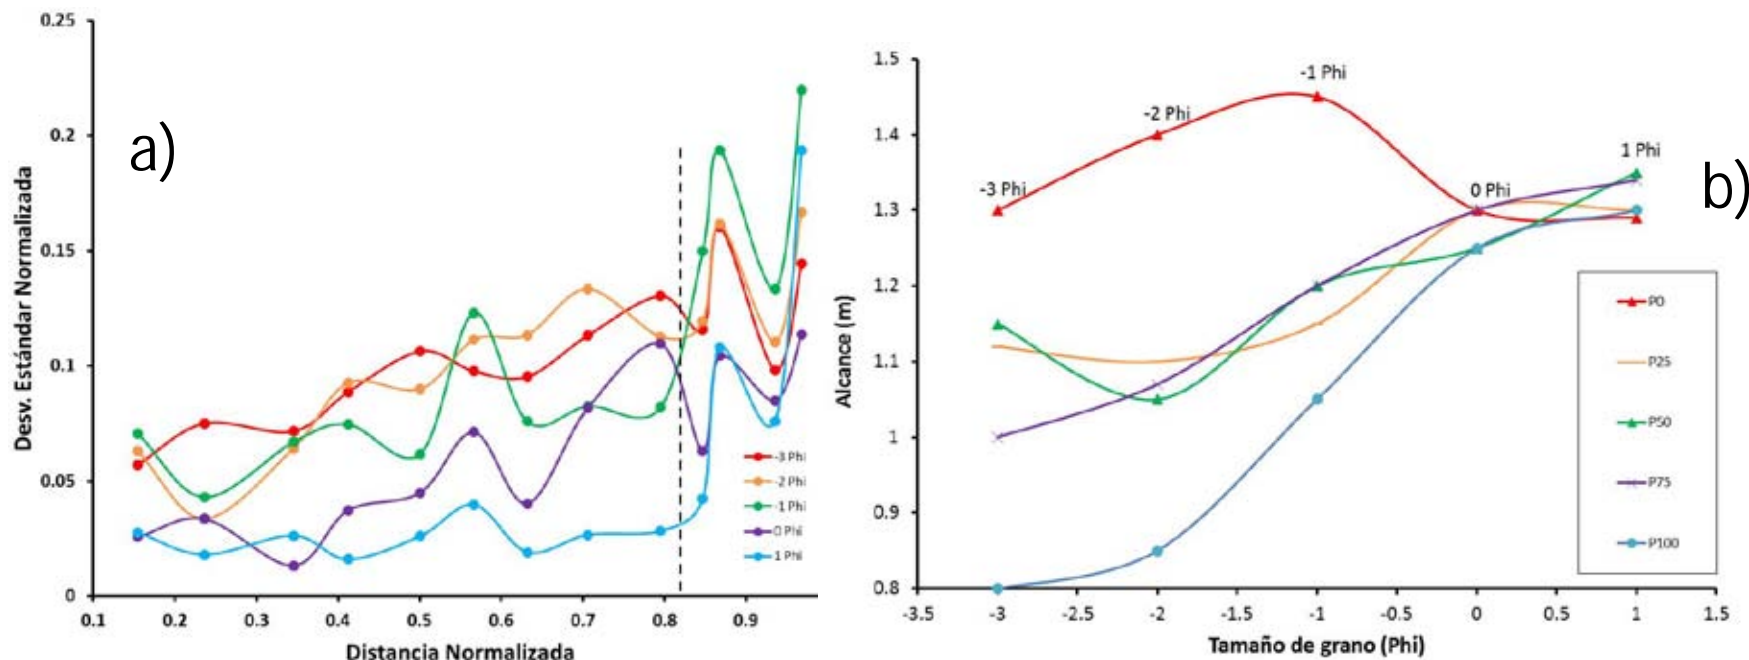 a)
0.25
0.2
0.15
0.1
0.05
0
Desv. Estándar Normalizada
0.1 0.2 0.3 0.4 0.5 0.6 0.7 0.8 0.9
Distancia Normalizada
-3 Phi
-2 Phi
-1 Phi
0 Phi
1 Phi
b)
1.5
1.4
1.3
1.2
1.1
1
0.9
0.8
Alcance (m)
-3 Phi
-2 Phi
-1 Phi
0 Phi
1 Phi
P0
P25
P50
P75
P100
-3.5 -3 -2.5 -2 -1.5 -1 -0.5 0 0.5 1 1.5
Tamaño de grano (Phi)